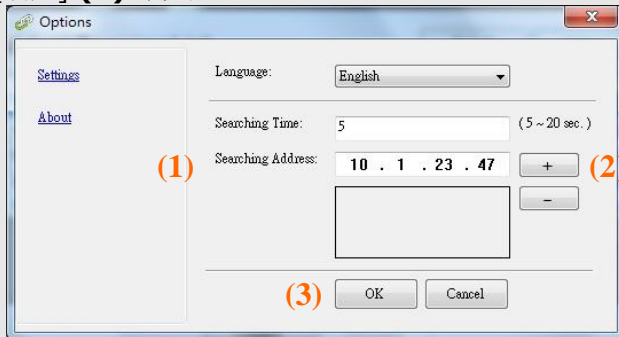 Options
Settings
About
Language: English
Searching Time: 5 (5 ~ 20 sec.)
(1) Searching Address: 10 . 1 . 23 . 47 + (2
-
(3) OK Cancel